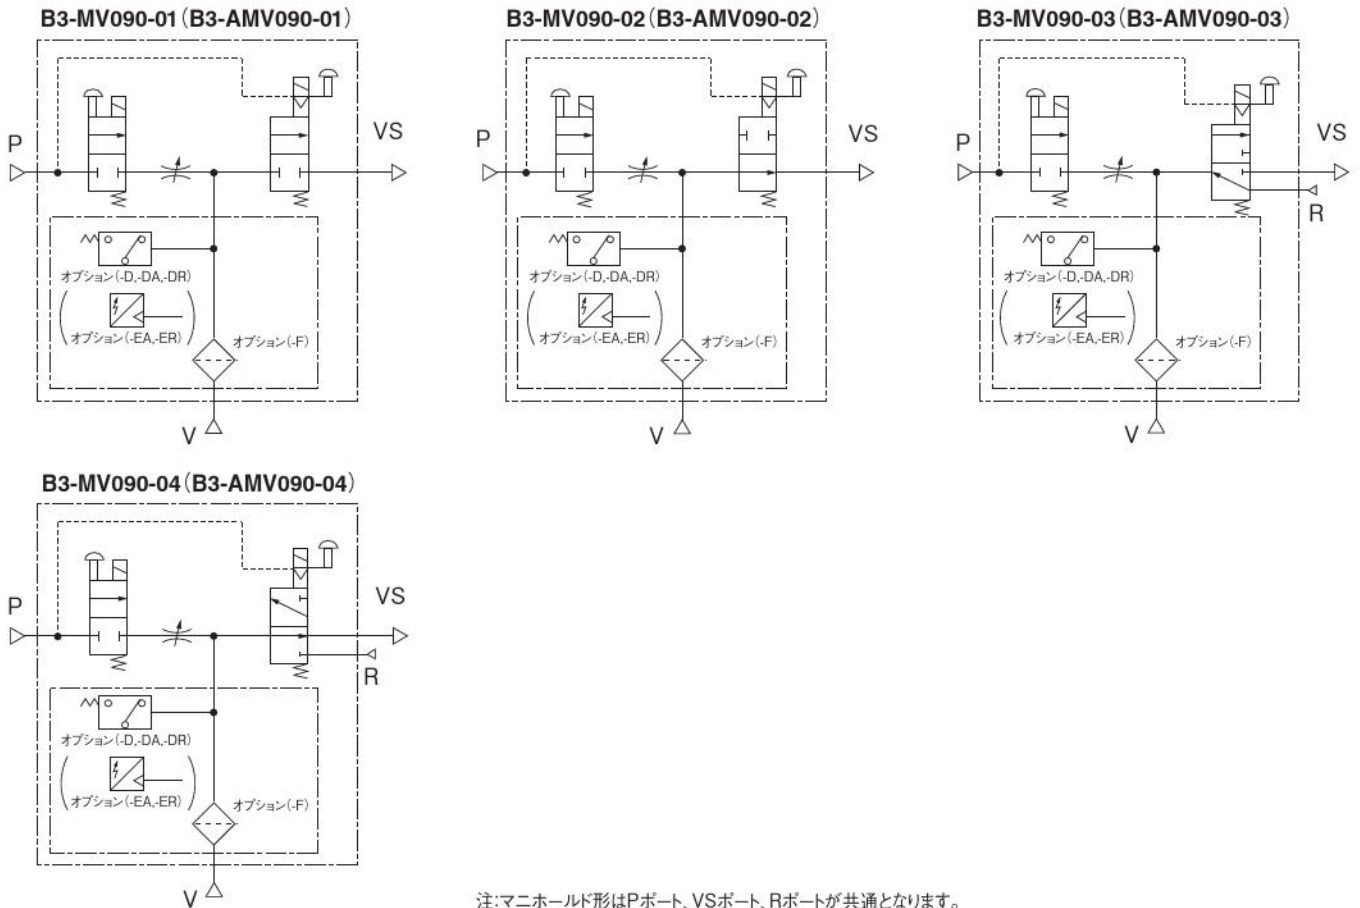 B3-MV090-01（B3-AMV090-01）
P
VS
オプション（-D,-DA,-DR）
オプション（-EA,-ER）
オプション（-F）
V
B3-MV090-02（B3-AMV090-02）
P
VS
オプション（-D,-DA,-DR）
オプション（-EA,-ER）
オプション（-F）
V
B3-MV090-03（B3-AMV090-03）
P
VS
R
オプション（-D,-DA,-DR）
オプション（-EA,-ER）
オプション（-F）
V
B3-MV090-04（B3-AMV090-04）
P
VS
R
オプション（-D,-DA,-DR）
オプション（-EA,-ER）
オプション（-F）
V
注:マニホールド形はPポート、VSポート、Rポートが共通となります。